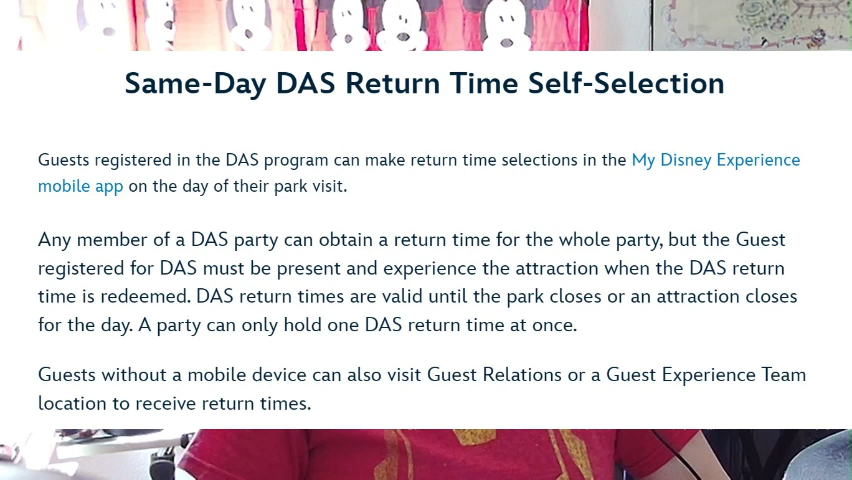 Same-Day DAS Return Time Self-Selection
Guests registered in the DAS program can make return time selections in the My Disney Experience
mobile app on the day of their park visit.
Any member of a DAS party can obtain a return time for the whole party, but the Guest
registered for DAS must be present and experience the attraction when the DAS return
time is redeemed. DAS return times are valid until the park closes or an attraction closes
for the day. A party can only hold one DAS return time at once.
Guests without a mobile device can also visit Guest Relations or a Guest Experience Team
location to receive return times.